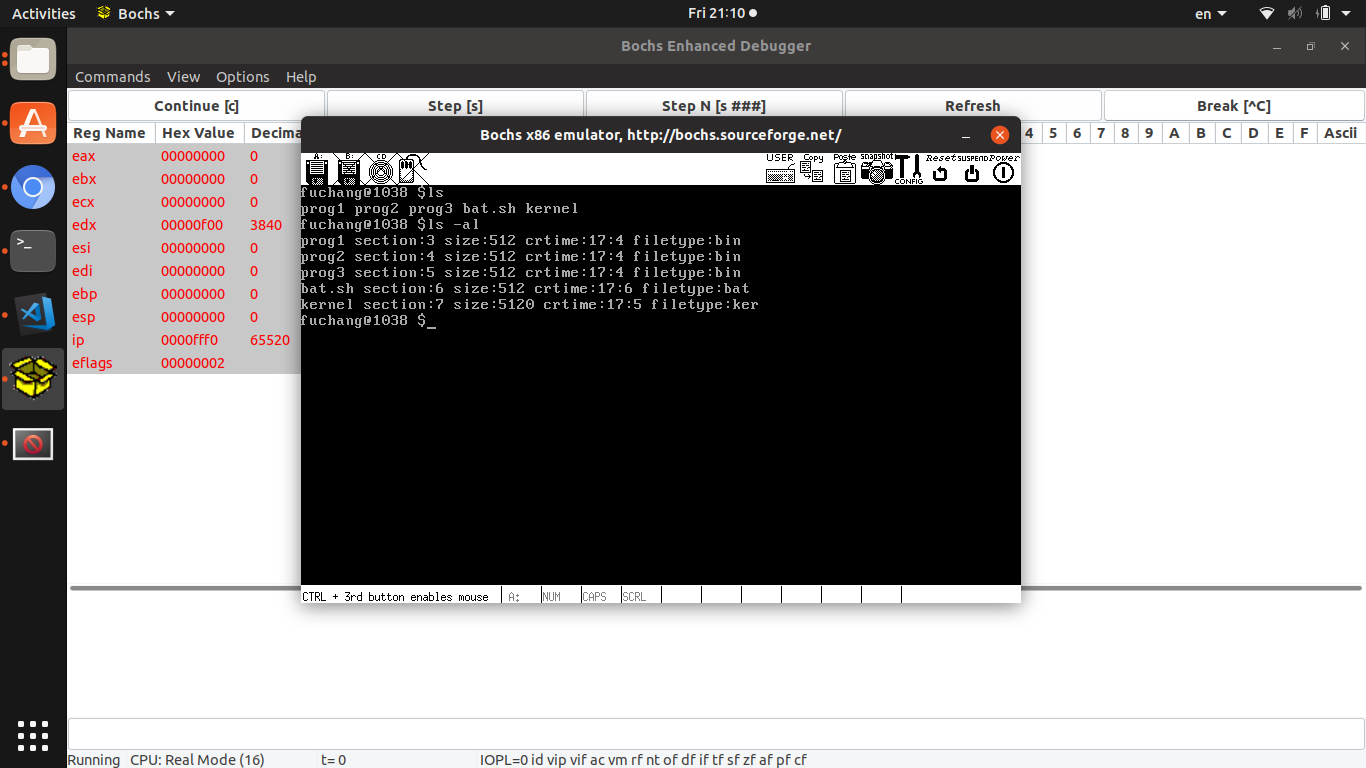 Activities Bochs Fri 21:10 en
Bochs Enhanced Debugger
Commands View Options Help
Continue [c] Step [s] Step N [s ###] Refresh Break [^C]
Reg Name Hex Value Decima 4 5 6 7 8 9 A B C D E F Ascii
eax 00000000 0
ebx 00000000 0
ecx 00000000 0
edx 00000f00 3840
esi 00000000 0
edi 00000000 0
ebp 00000000 0
esp 00000000 0
ip 0000fff0 65520
eflags 00000002
Bochs x86 emulator, http://bochs.sourceforge.net/
A: B: CD USER Copy Paste snapshot CONFIG Reset SUSPEND Power
fuchang@1038 $ls
prog1 prog2 prog3 bat.sh kernel
fuchang@1038 $ls -al
prog1 section:3 size:512 crtime:17:4 filetype:bin
prog2 section:4 size:512 crtime:17:4 filetype:bin
prog3 section:5 size:512 crtime:17:4 filetype:bin
bat.sh section:6 size:512 crtime:17:6 filetype:bat
kernel section:7 size:5120 crtime:17:5 filetype:ker
fuchang@1038 $_
CTRL + 3rd button enables mouse A: NUM CAPS SCRL
Running CPU: Real Mode (16) t= 0 IOPL=0 id vip vif ac vm rf nt of df if tf sf zf af pf cf